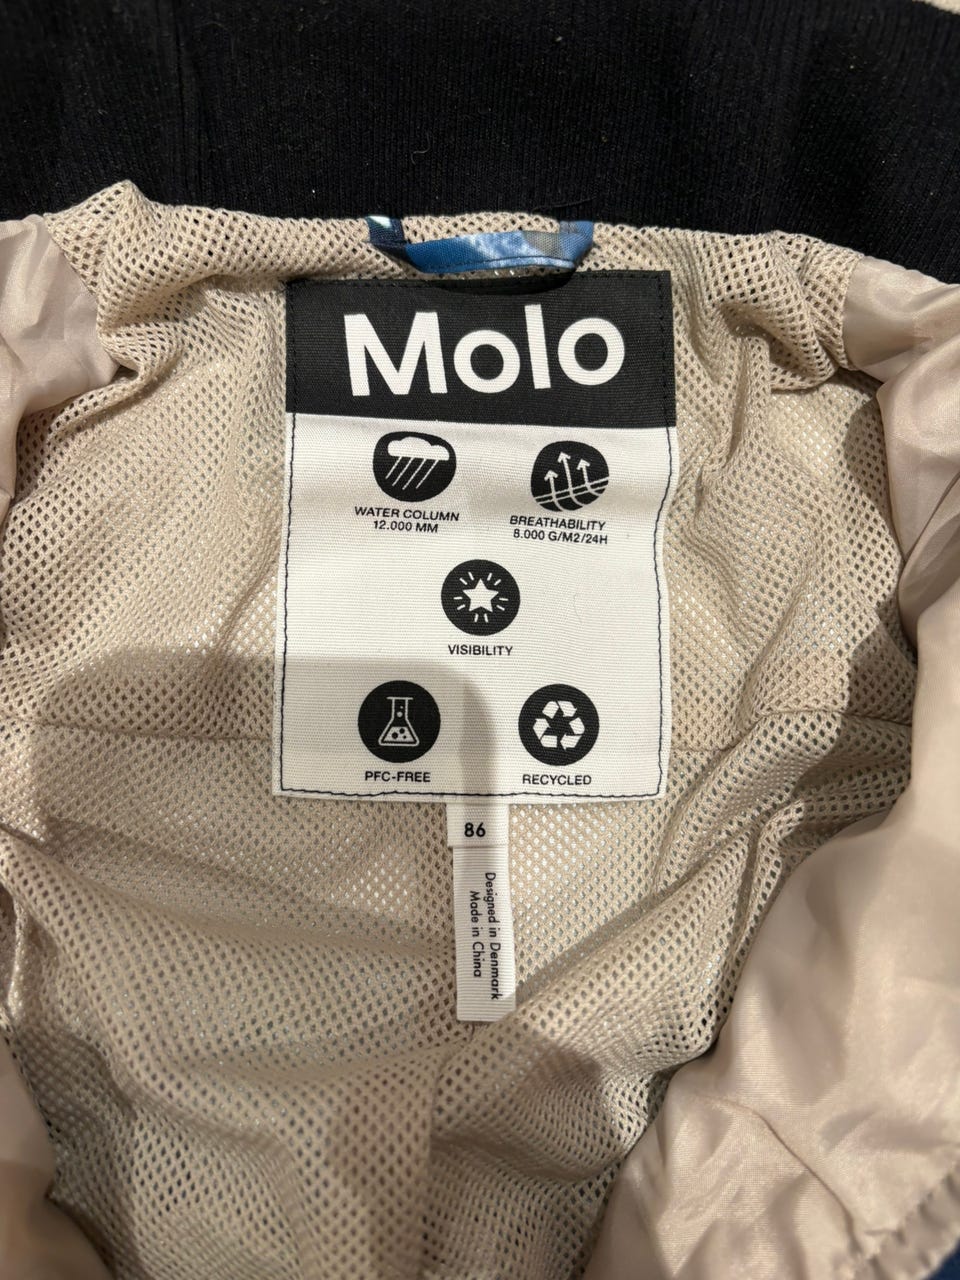 Molo
WATER COLUMN
12.000 MM
BREATHABILITY
8.000 G/M2/24H
VISIBILITY
PFC-FREE
RECYCLED
86
Designed in Denmark
Made in China